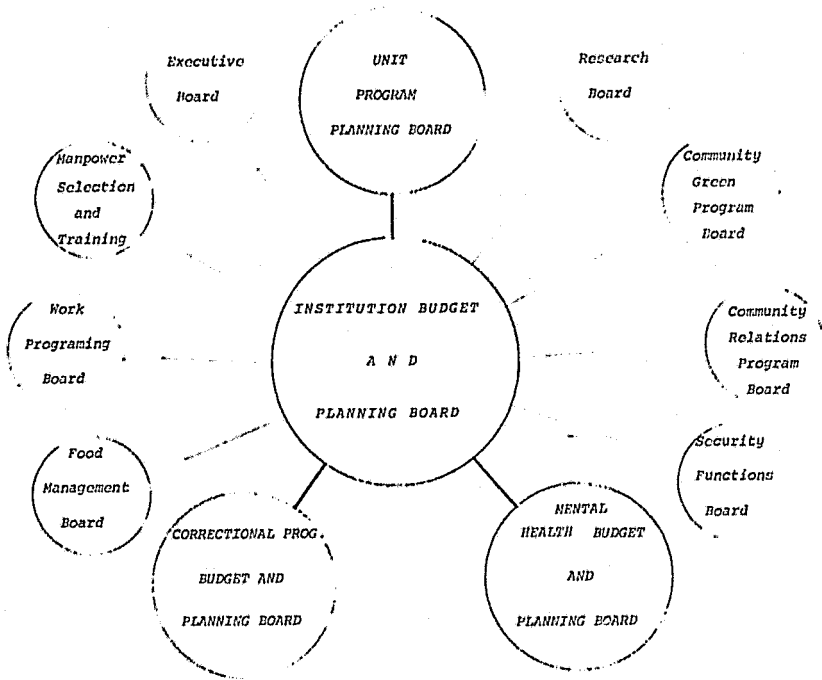 Executive
Board
UNIT
PROGRAM
PLANNING BOARD
Research
Board
Manpower
Selection
and
Training
Community
Green
Program
Board
Work
Programing
Board
INSTITUTION BUDGET
A N D
PLANNING BOARD
Community
Relations
Program
Board
Food
Management
Board
Security
Functions
Board
CORRECTIONAL PROG.
BUDGET AND
PLANNING BOARD
MENTAL
HEALTH BUDGET
AND
PLANNING BOARD